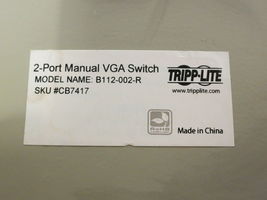 2-Port Manual VGA Switch
MODEL NAME: B112-002-R
SKU #CB7417
TRIPP·LITE
www.tripplite.com
RoHS
Made in China